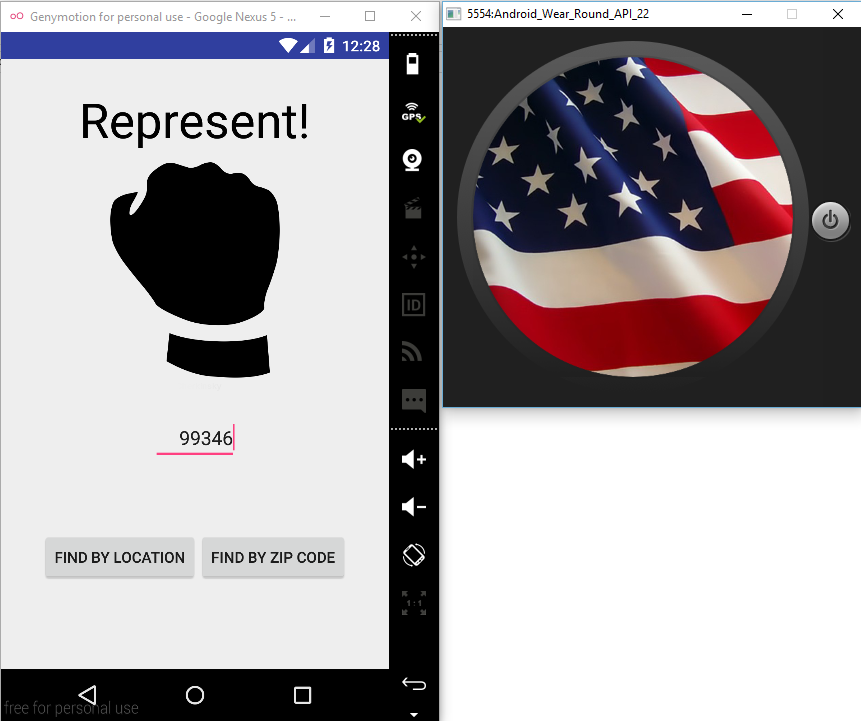 Genymotion for personal use - Google Nexus 5 - ...
5554:Android_Wear_Round_API_22
12:28
Represent!
GPS
ID
99346
FIND BY LOCATION
FIND BY ZIP CODE
1:1
free for personal use